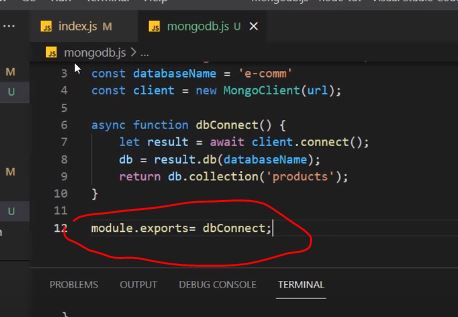 index.js M
mongodb.js U
mongodb.js > ...
3 const databaseName = 'e-comm'
4 const client = new MongoClient(url);
5
6 async function dbConnect() {
7 let result = await client.connect();
8 db = result.db(databaseName);
9 return db.collection('products');
10 }
11
12 module.exports= dbConnect;
M
U
M
U
PROBLEMS OUTPUT DEBUG CONSOLE TERMINAL